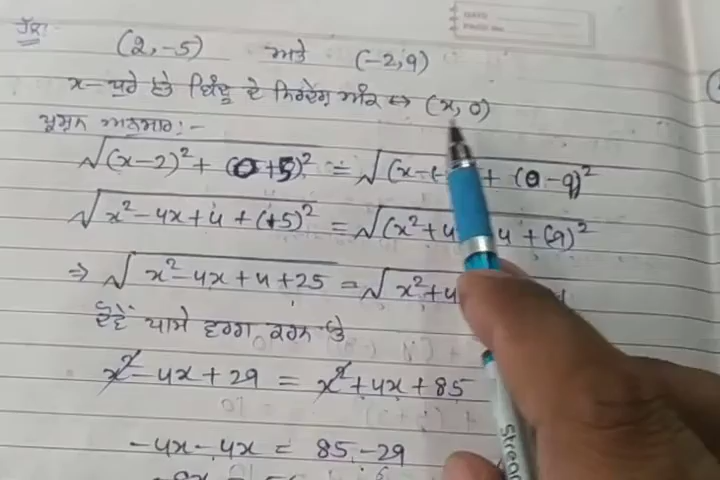 ਹੱਲ:
(2,-5) ਅਤੇ (-2,9)
x-ਧੁਰੇ ਤੇ ਬਿੰਦੂ ਦੇ ਨਿਰਦੇਸ਼ ਅੰਕ ↔ (x,0)
ਪ੍ਰਸ਼ਨ ਅਨੁਸਾਰ:-
√(x-2)²+(0+5)² = √(x-(- + (0-9)²
√x²-4x+4+(+5)² = √(x²+4 4+(9)²
⇒ √x²-4x+4+25 = √x²+4
ਦੋਵੇਂ ਪਾਸੇ ਵਰਗ ਕਰਨ ਤੇ
x²-4x+29 = x²+4x+85
-4x-4x = 85-29